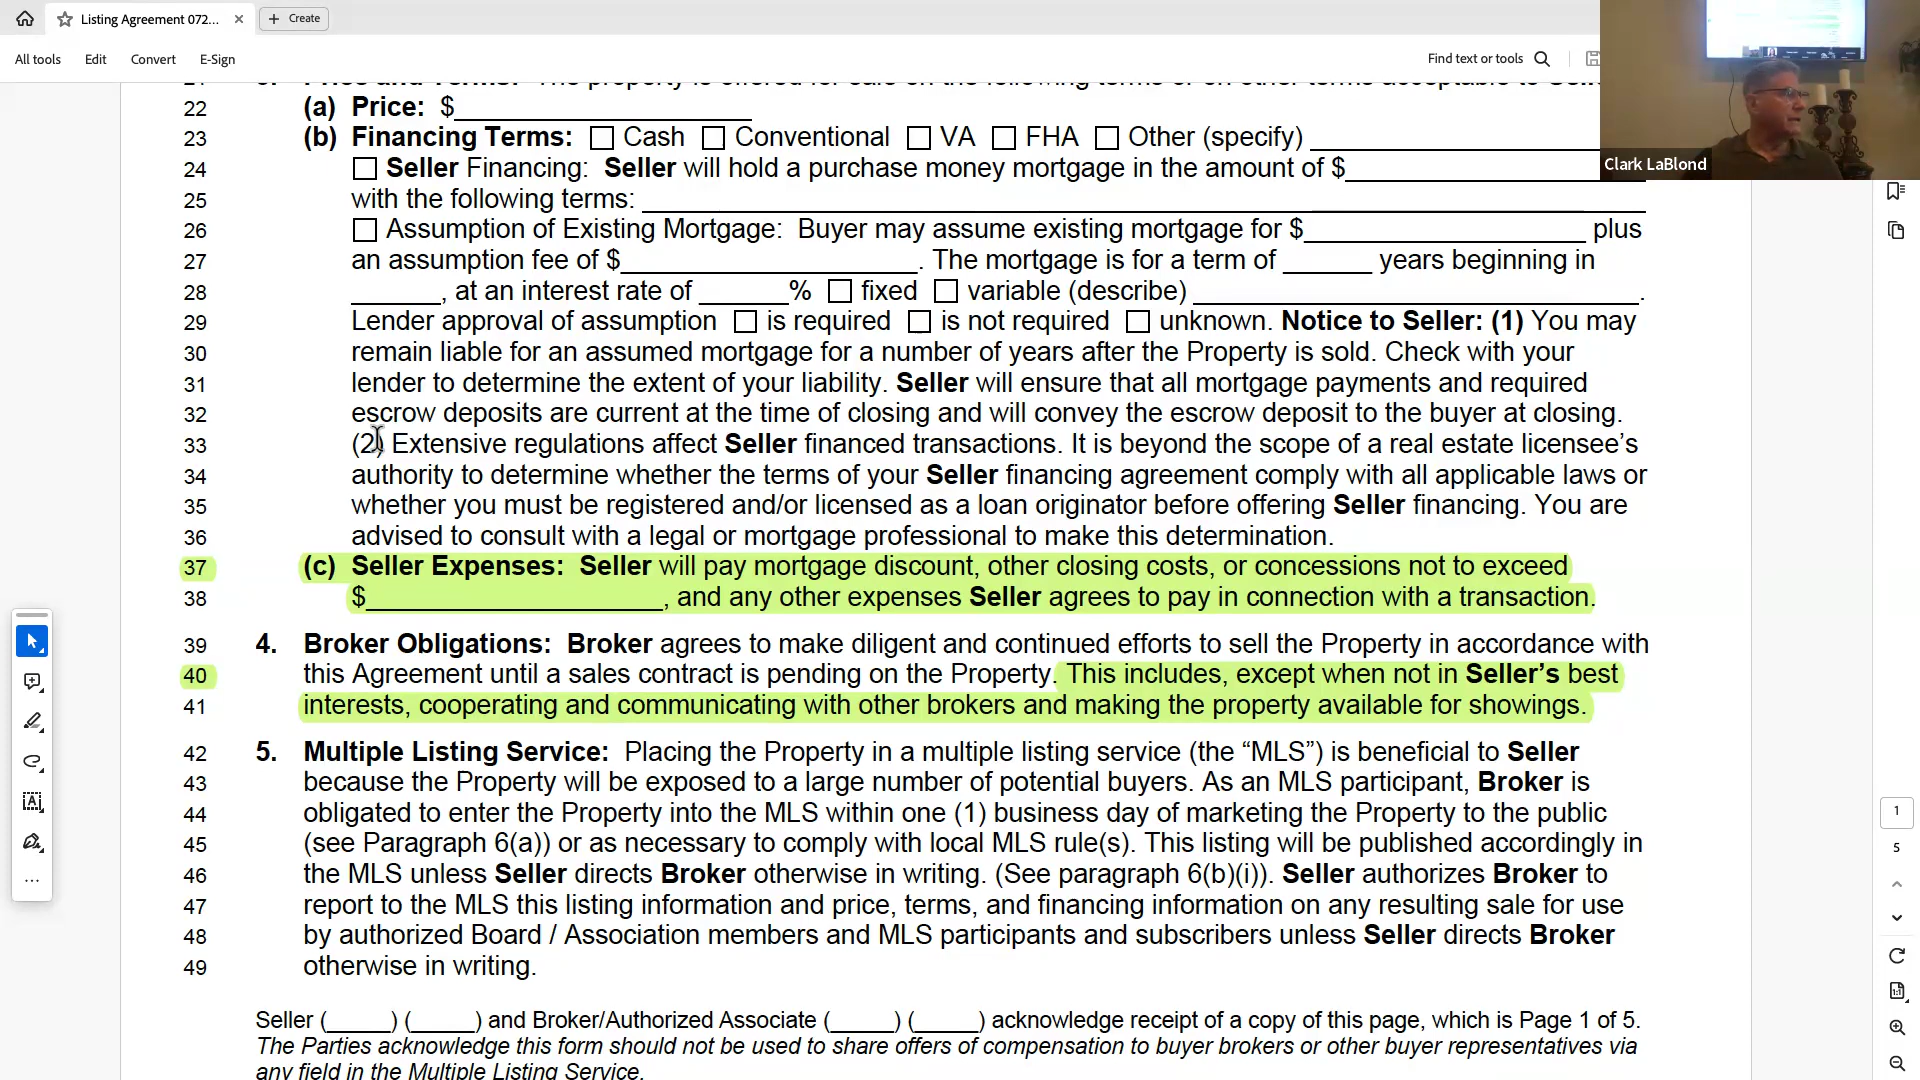 Listing Agreement 072...
Create
All tools Edit Convert E-Sign
Find text or tools
22 (a) Price: $____________________
23 (b) Financing Terms: ☐ Cash ☐ Conventional ☐ VA ☐ FHA ☐ Other (specify)____________________
24 ☐ Seller Financing: Seller will hold a purchase money mortgage in the amount of $____________________
25 with the following terms: ____________________
26 ☐ Assumption of Existing Mortgage: Buyer may assume existing mortgage for $____________________ plus
27 an assumption fee of $____________________. The mortgage is for a term of ______ years beginning in
28 ______, at an interest rate of ______% ☐ fixed ☐ variable (describe)____________________.
29 Lender approval of assumption ☐ is required ☐ is not required ☐ unknown. Notice to Seller: (1) You may
30 remain liable for an assumed mortgage for a number of years after the Property is sold. Check with your
31 lender to determine the extent of your liability. Seller will ensure that all mortgage payments and required
32 escrow deposits are current at the time of closing and will convey the escrow deposit to the buyer at closing.
33 (2) Extensive regulations affect Seller financed transactions. It is beyond the scope of a real estate licensee's
34 authority to determine whether the terms of your Seller financing agreement comply with all applicable laws or
35 whether you must be registered and/or licensed as a loan originator before offering Seller financing. You are
36 advised to consult with a legal or mortgage professional to make this determination.
37 (c) Seller Expenses: Seller will pay mortgage discount, other closing costs, or concessions not to exceed
38 $____________________, and any other expenses Seller agrees to pay in connection with a transaction.
39 4. Broker Obligations: Broker agrees to make diligent and continued efforts to sell the Property in accordance with
40 this Agreement until a sales contract is pending on the Property. This includes, except when not in Seller's best
41 interests, cooperating and communicating with other brokers and making the property available for showings.
42 5. Multiple Listing Service: Placing the Property in a multiple listing service (the "MLS") is beneficial to Seller
43 because the Property will be exposed to a large number of potential buyers. As an MLS participant, Broker is
44 obligated to enter the Property into the MLS within one (1) business day of marketing the Property to the public
45 (see Paragraph 6(a)) or as necessary to comply with local MLS rule(s). This listing will be published accordingly in
46 the MLS unless Seller directs Broker otherwise in writing. (See paragraph 6(b)(i)). Seller authorizes Broker to
47 report to the MLS this listing information and price, terms, and financing information on any resulting sale for use
48 by authorized Board / Association members and MLS participants and subscribers unless Seller directs Broker
49 otherwise in writing.
Seller (_____) (_____) and Broker/Authorized Associate (_____) (_____) acknowledge receipt of a copy of this page, which is Page 1 of 5.
The Parties acknowledge this form should not be used to share offers of compensation to buyer brokers or other buyer representatives via
any field in the Multiple Listing Service.
Clark LaBlond
1
5